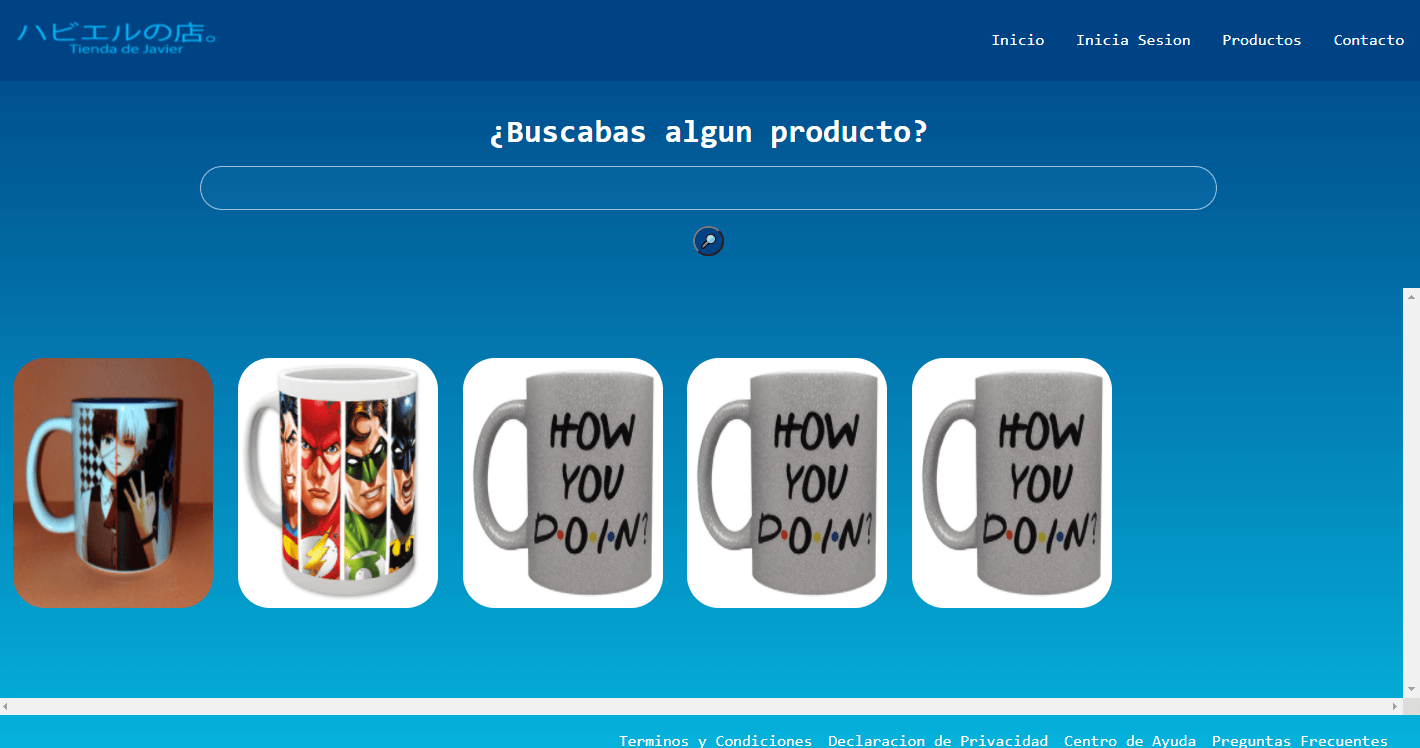 ハビエルの店。
Tienda de Javier
Inicio Inicia Sesion Productos Contacto
¿Buscabas algun producto?
HOW
YOU
D·O·I·N?
HOW
YOU
D·O·I·N?
HOW
YOU
D·O·I·N?
Terminos y Condiciones Declaracion de Privacidad Centro de Ayuda Preguntas Frecuentes